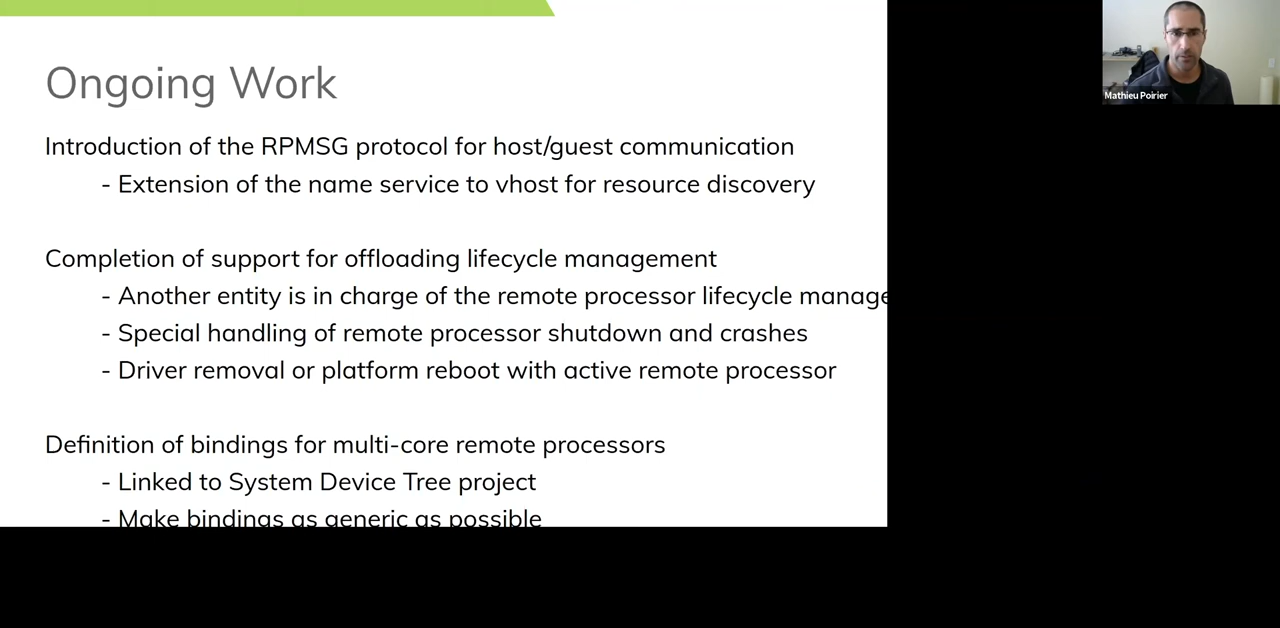 Ongoing Work
Introduction of the RPMSG protocol for host/guest communication
- Extension of the name service to vhost for resource discovery
Completion of support for offloading lifecycle management
- Another entity is in charge of the remote processor lifecycle manage
- Special handling of remote processor shutdown and crashes
- Driver removal or platform reboot with active remote processor
Definition of bindings for multi-core remote processors
- Linked to System Device Tree project
- Make bindings as generic as possible
Mathieu Poirier